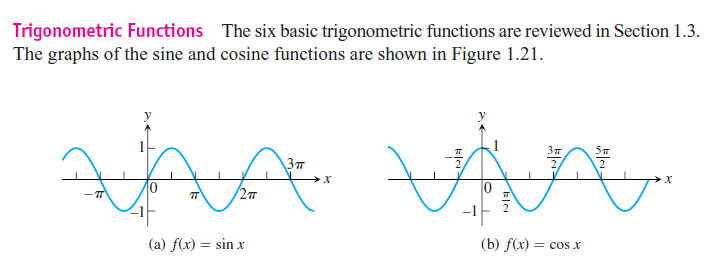 Trigonometric Functions The six basic trigonometric functions are reviewed in Section 1.3.
The graphs of the sine and cosine functions are shown in Figure 1.21.
y
1
3π
x
−π
0
π
2π
−1
(a) f(x) = sin x
y
1
−π/2
3π/2
5π/2
x
0
π/2
−1
(b) f(x) = cos x